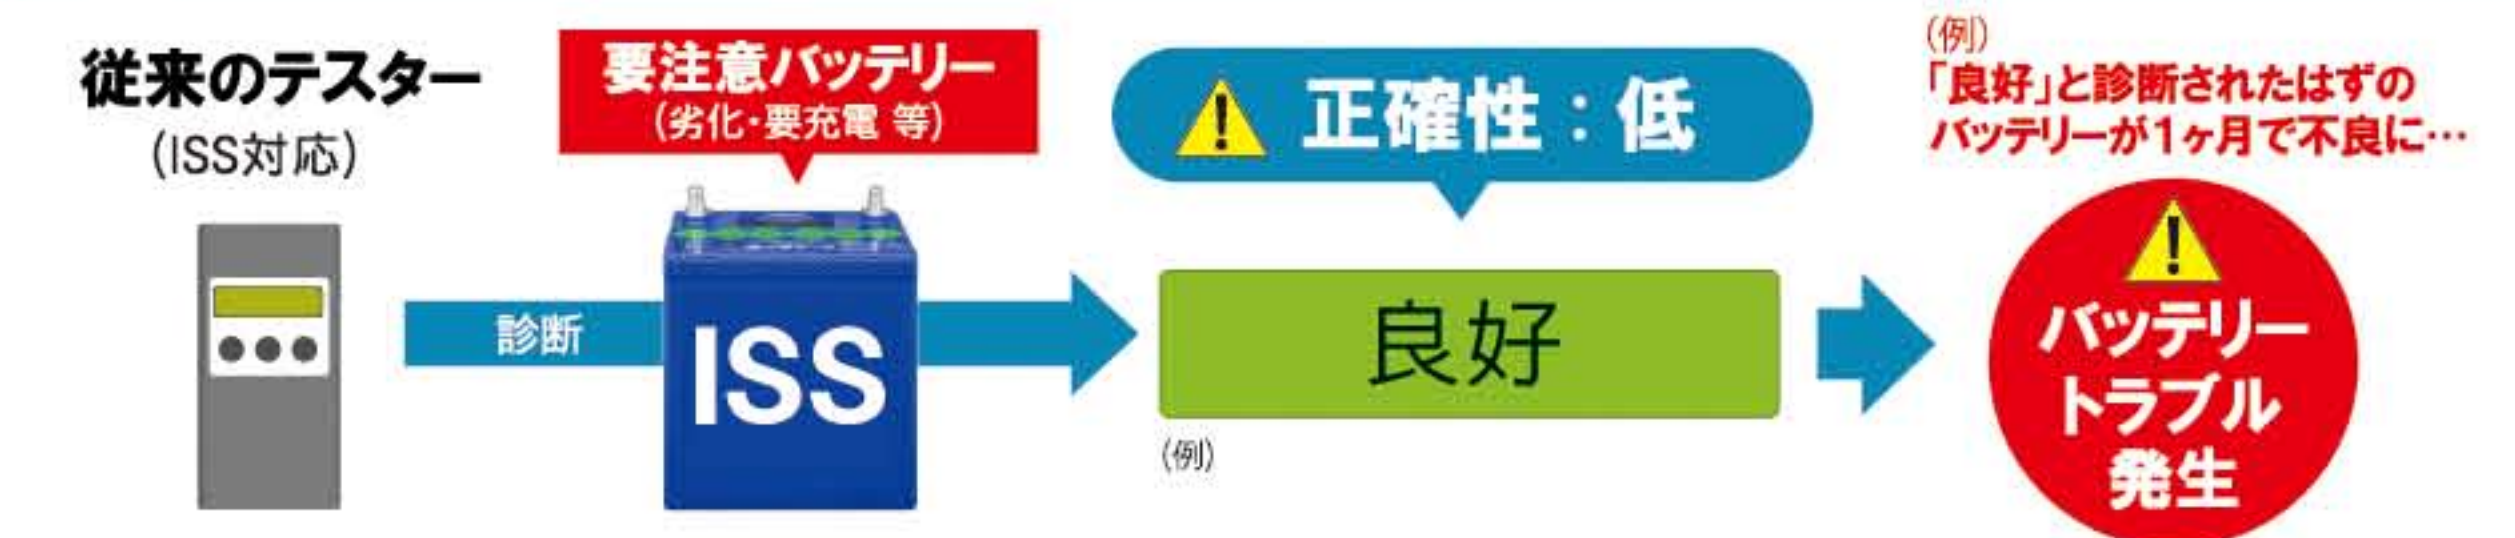 従来のテスター
(ISS対応)
要注意バッテリー
(劣化・要充電 等)
診断
ISS
正確性：低
良好
(例)
(例)
「良好」と診断されたはずの
バッテリーが1ヶ月で不良に…
バッテリー
トラブル
発生